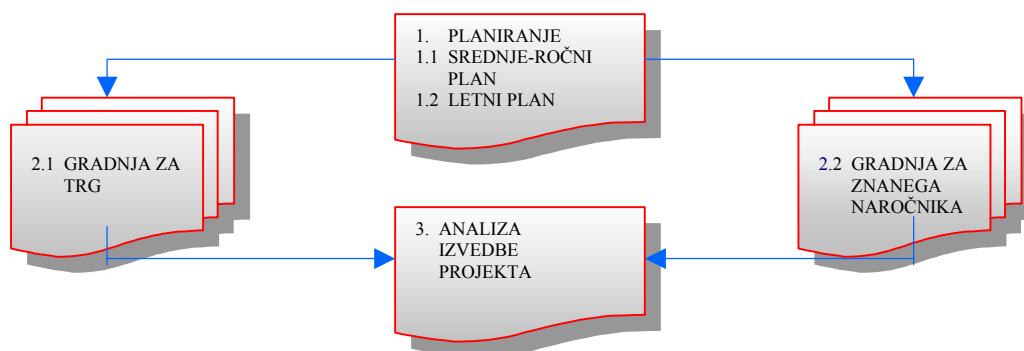 1. PLANIRANJE
1.1 SREDNJE-ROČNI
PLAN
1.2 LETNI PLAN
2.1 GRADNJA ZA
TRG
2.2 GRADNJA ZA
ZNANEGA
NAROČNIKA
3. ANALIZA
IZVEDBE
PROJEKTA